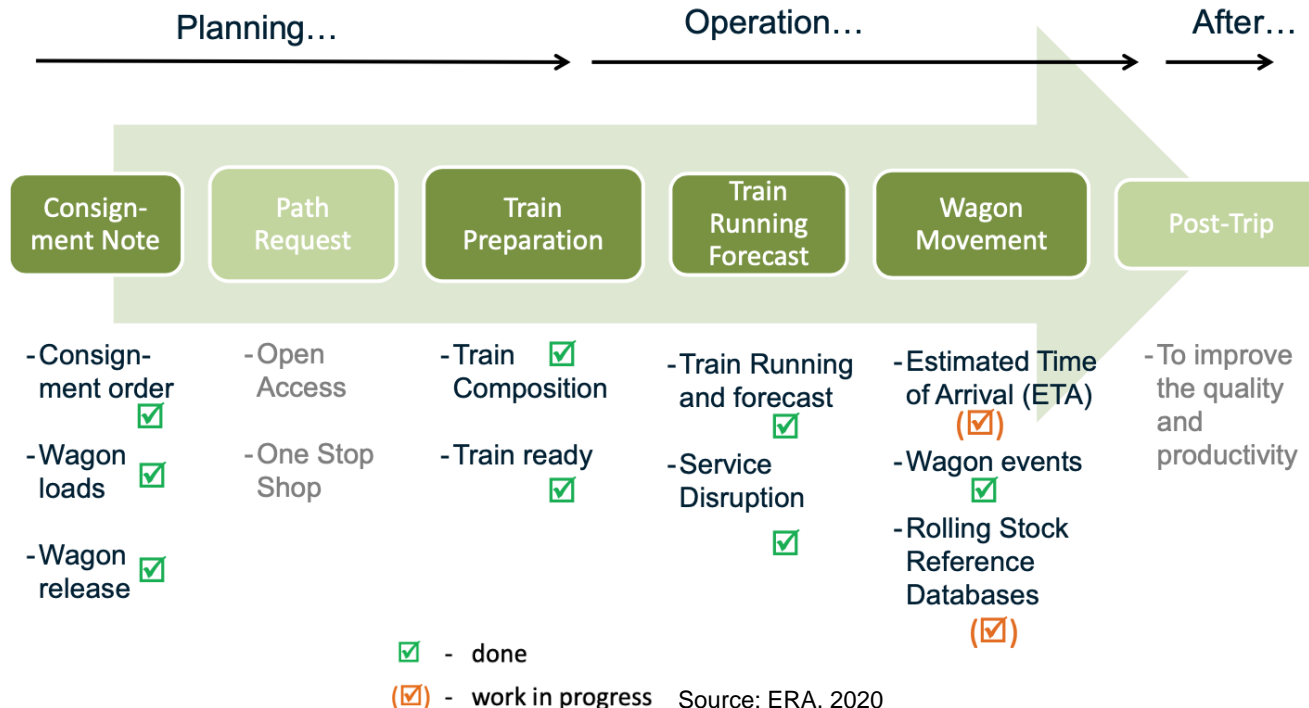 Planning…
Operation…
After…
Consign-
ment Note
Path
Request
Train
Preparation
Train
Running
Forecast
Wagon
Movement
Post-Trip
-Consign-
ment order
-Wagon
loads
-Wagon
release
-Open
Access
-One Stop
Shop
-Train
Composition
-Train ready
-Train Running
and forecast
-Service
Disruption
-Estimated Time
of Arrival (ETA)
(☑)
-Wagon events
-Rolling Stock
Reference
Databases
(☑)
-To improve
the quality
and
productivity
☑ - done
(☑) - work in progress
Source: ERA, 2020